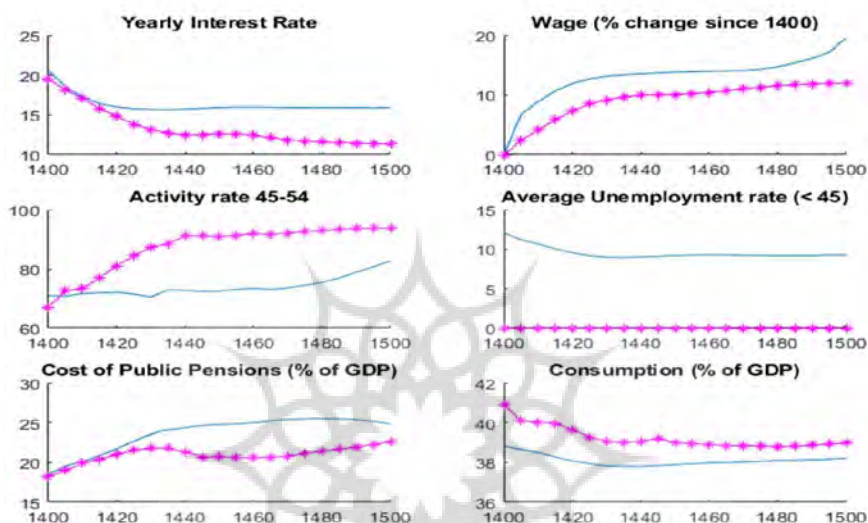 Yearly Interest Rate
25
20
15
10
1400 1420 1440 1460 1480 1500
Wage (% change since 1400)
20
10
0
1400 1420 1440 1460 1480 1500
Activity rate 45-54
100
80
60
1400 1420 1440 1460 1480 1500
Average Unemployment rate (< 45)
15
10
5
0
1400 1420 1440 1460 1480 1500
Cost of Public Pensions (% of GDP)
30
25
20
15
1400 1420 1440 1460 1480 1500
Consumption (% of GDP)
42
40
38
36
1400 1420 1440 1460 1480 1500